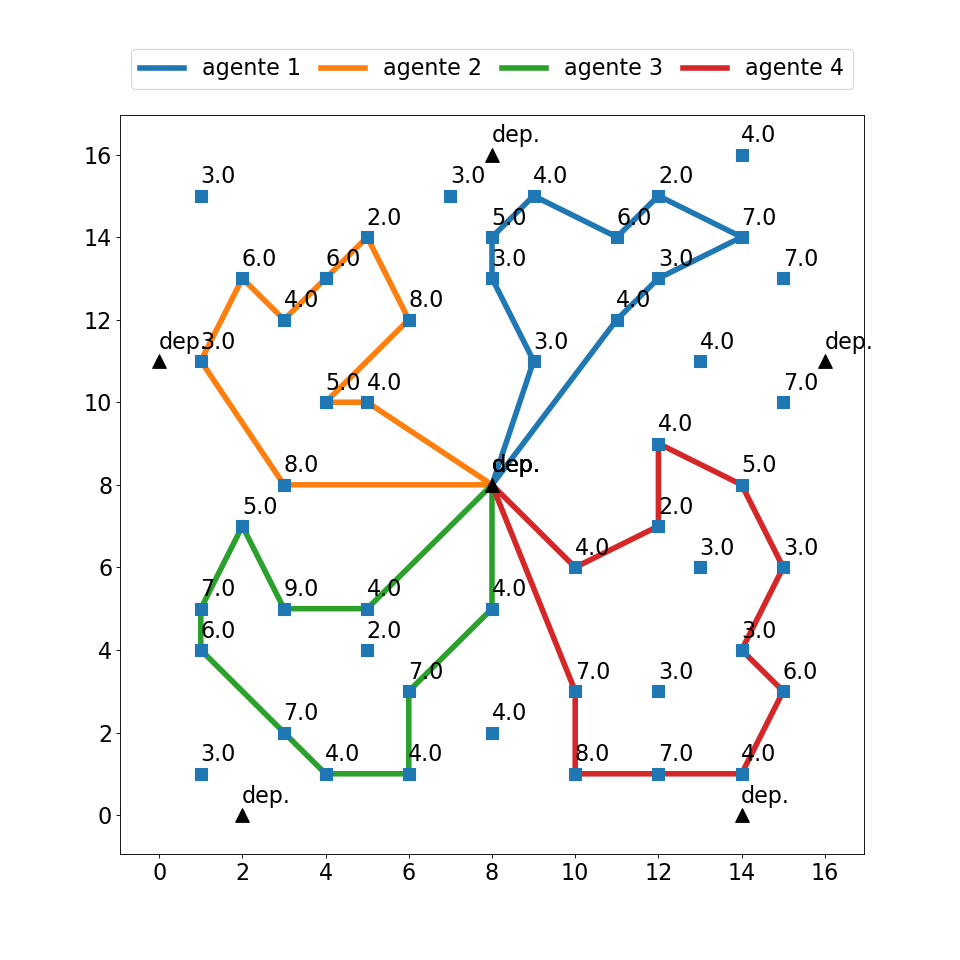 agente 1 agente 2 agente 3 agente 4
dep. 4.0
16
3.0 3.0 4.0 2.0
2.0 5.0 6.0 7.0
14
6.0 6.0 3.0 3.0 7.0
4.0 8.0 4.0
12
dep. 3.0 3.0 4.0 dep.
5.0 4.0 7.0
10
4.0
8.0 dep. 5.0
8
5.0 2.0
4.0 3.0 3.0
6
7.0 9.0 4.0 4.0
6.0 2.0 3.0
4
7.0 7.0 3.0 6.0
7.0 4.0
2
3.0 4.0 4.0 8.0 7.0 4.0
dep. dep.
0
0 2 4 6 8 10 12 14 16